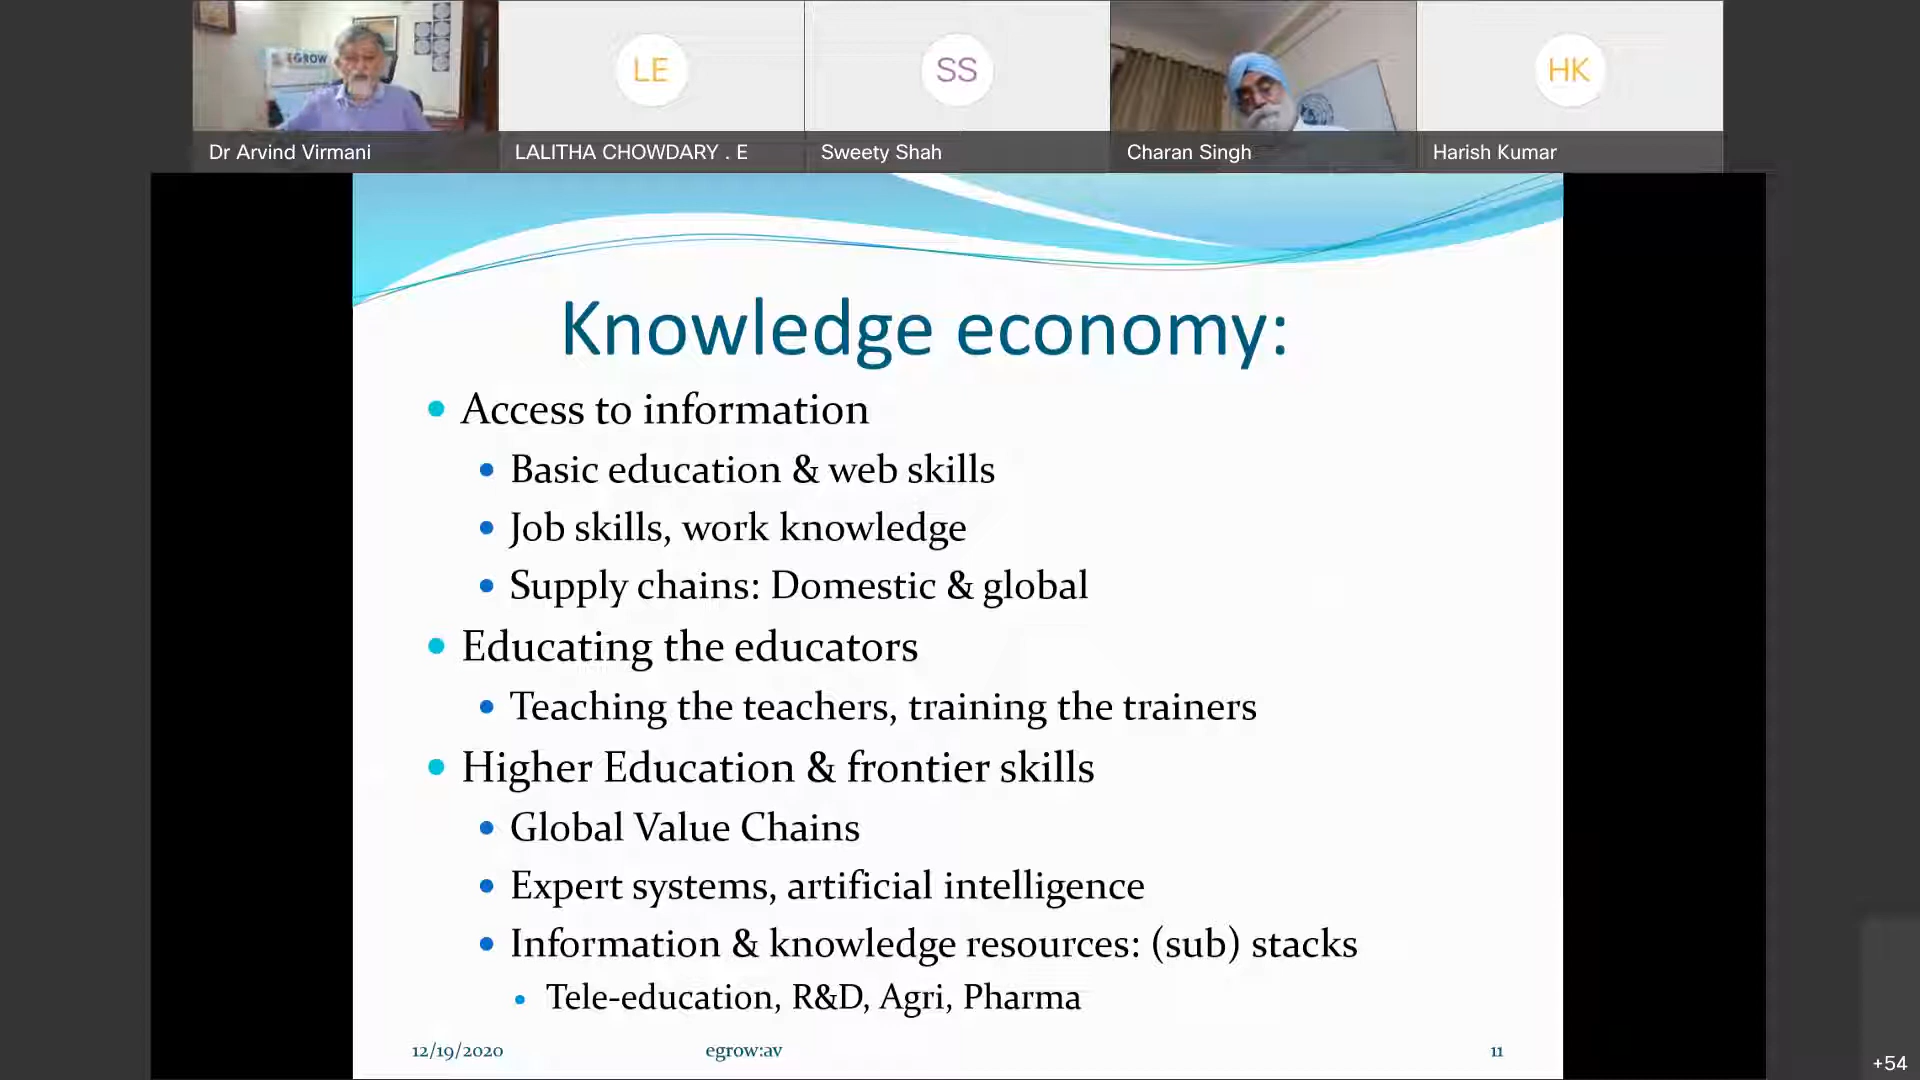 EGROW
LE
SS
HK
Dr Arvind Virmani
LALITHA CHOWDARY . E
Sweety Shah
Charan Singh
Harish Kumar
Knowledge economy:
Access to information
Basic education & web skills
Job skills, work knowledge
Supply chains: Domestic & global
Educating the educators
Teaching the teachers, training the trainers
Higher Education & frontier skills
Global Value Chains
Expert systems, artificial intelligence
Information & knowledge resources: (sub) stacks
Tele-education, R&D, Agri, Pharma
12/19/2020
egrow:av
11
+54